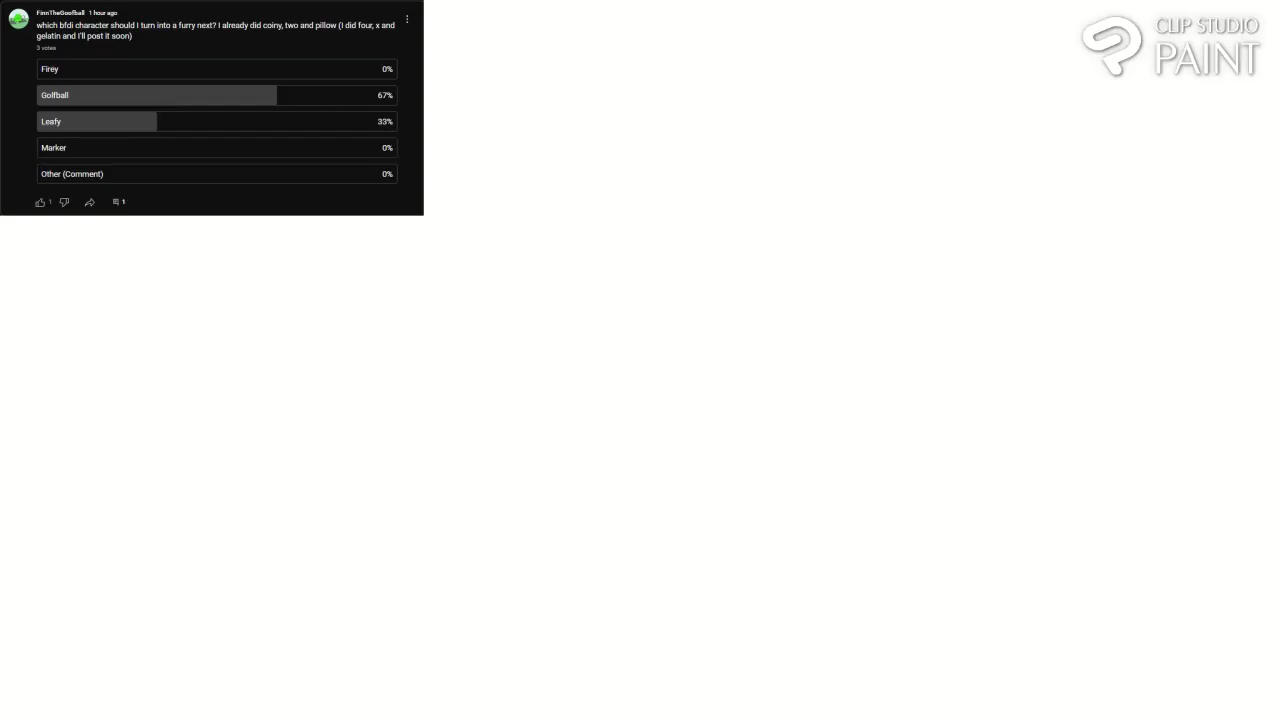 FinnTheGoofball 1 hour ago
which bfdi character should I turn into a furry next? I already did coiny, two and pillow (I did four, x and
gelatin and I'll post it soon)
3 votes
Firey 0%
Golfball 67%
Leafy 33%
Marker 0%
Other (Comment) 0%
1 1
CLIP STUDIO
PAINT